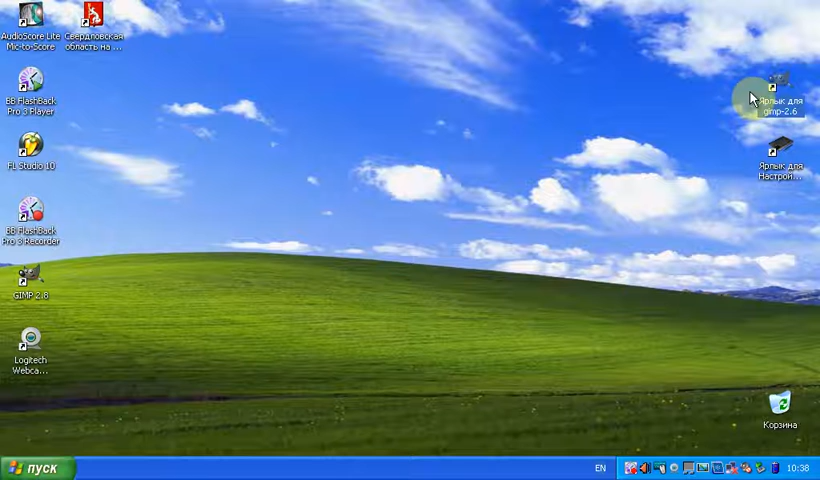 AudioScore Lite
Mic-to-Score
Свердловская
область на ...
BB FlashBack
Pro 3 Player
FL Studio 10
BB FlashBack
Pro 3 Recorder
GIMP 2.8
Logitech
Webca...
Ярлык для
gimp-2.6
Ярлык для
Настрой...
Корзина
пуск
EN
10:38